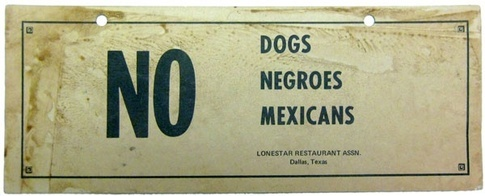 NO
DOGS
NEGROES
MEXICANS
LONESTAR RESTAURANT ASSN.
Dallas, Texas